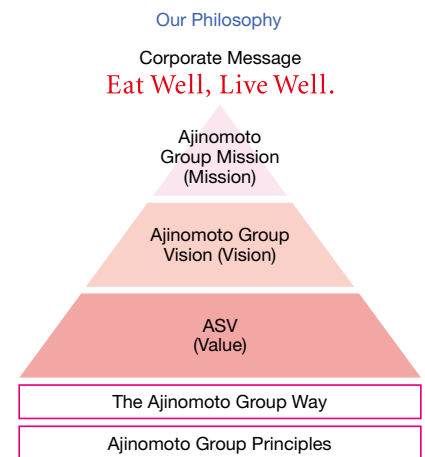 Our Philosophy
Corporate Message
Eat Well, Live Well.
Ajinomoto
Group Mission
(Mission)
Ajinomoto Group
Vision (Vision)
ASV
(Value)
The Ajinomoto Group Way
Ajinomoto Group Principles